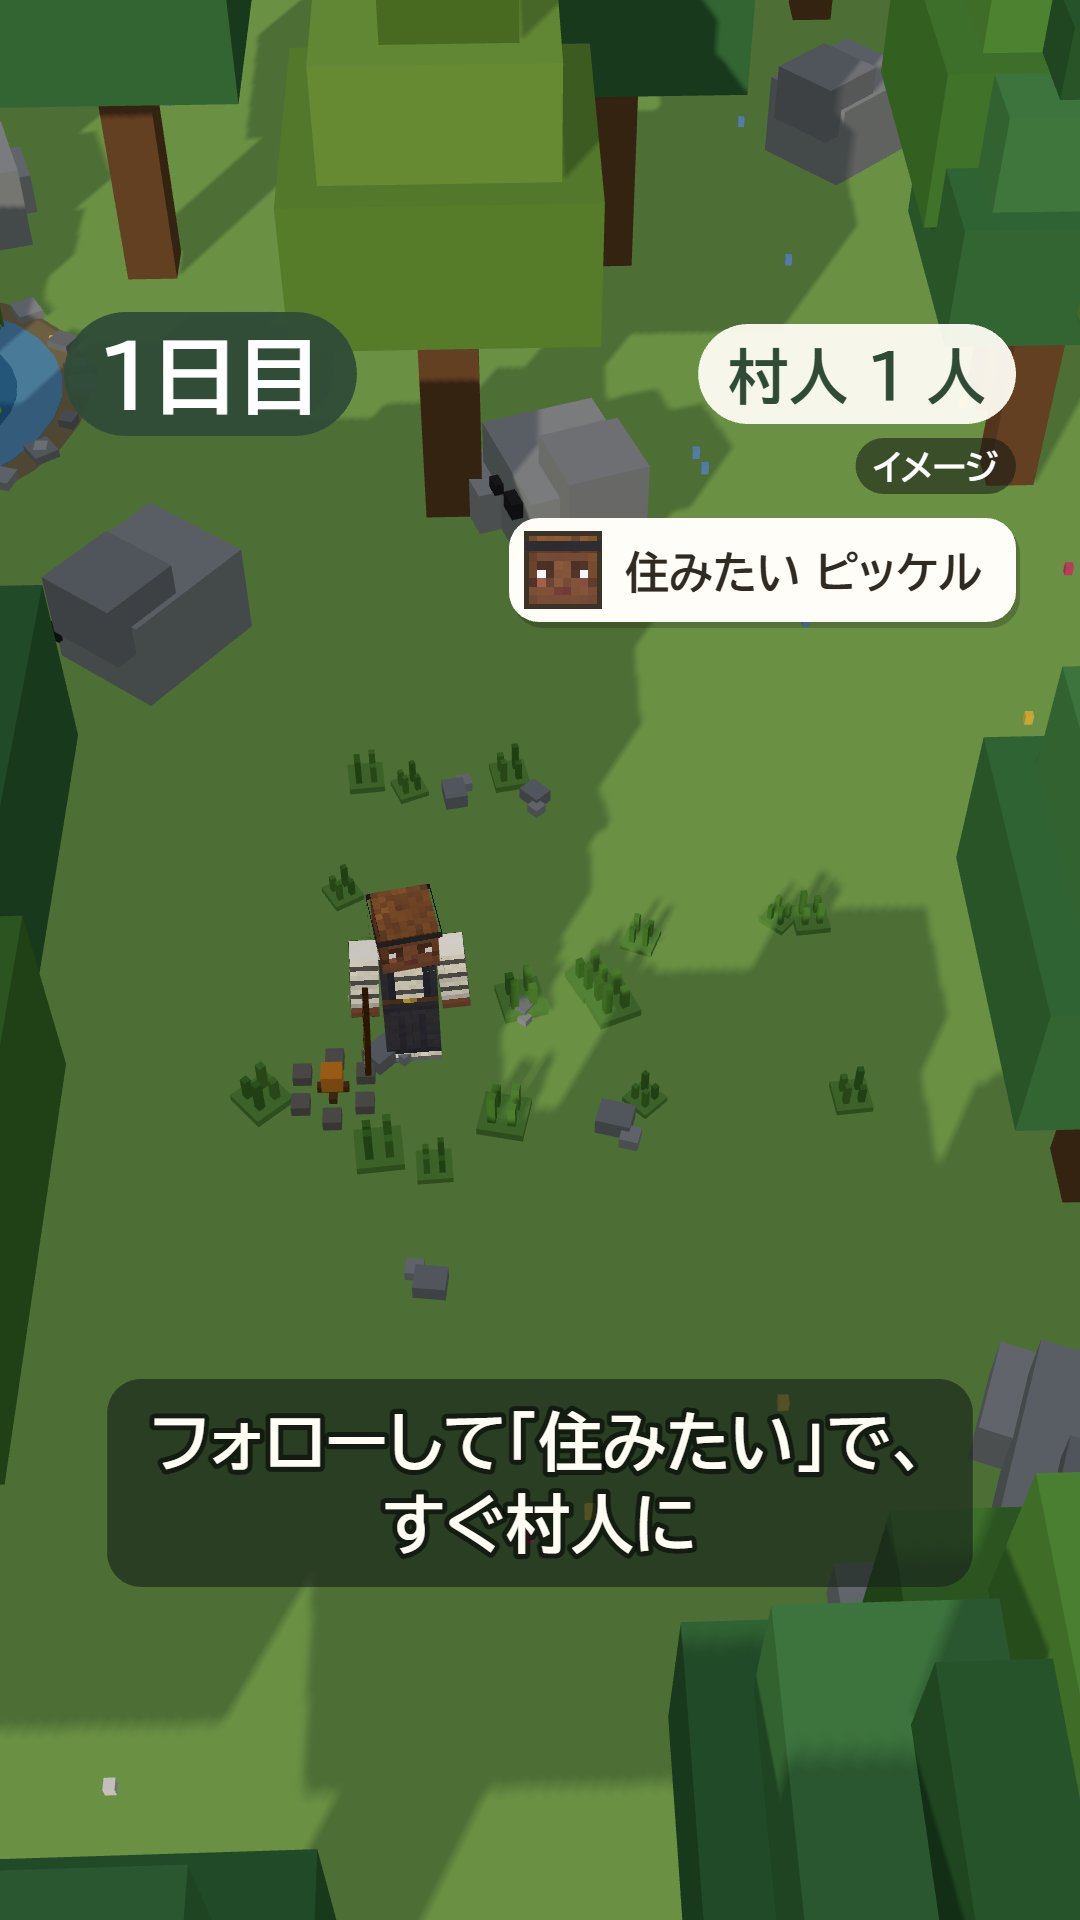 1日目
村人 1 人
イメージ
住みたい ピッケル
フォローして「住みたい」で、
すぐ村人に